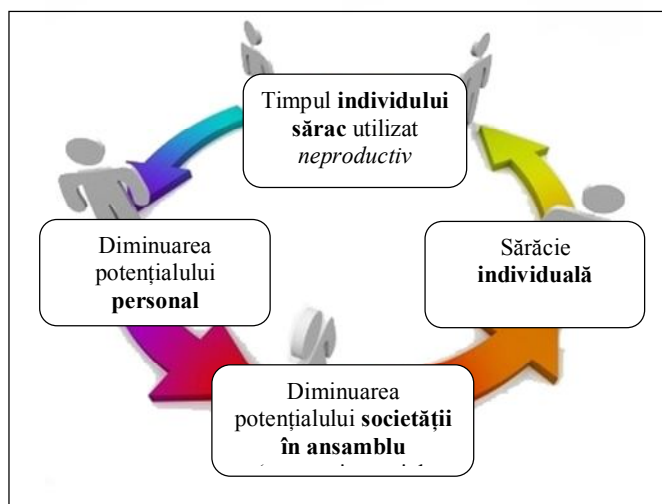 Timpul individului
sărac utilizat
neproductiv
Diminuarea
potențialului
personal
Sărăcie
individuală
Diminuarea
potențialului societății
în ansamblu